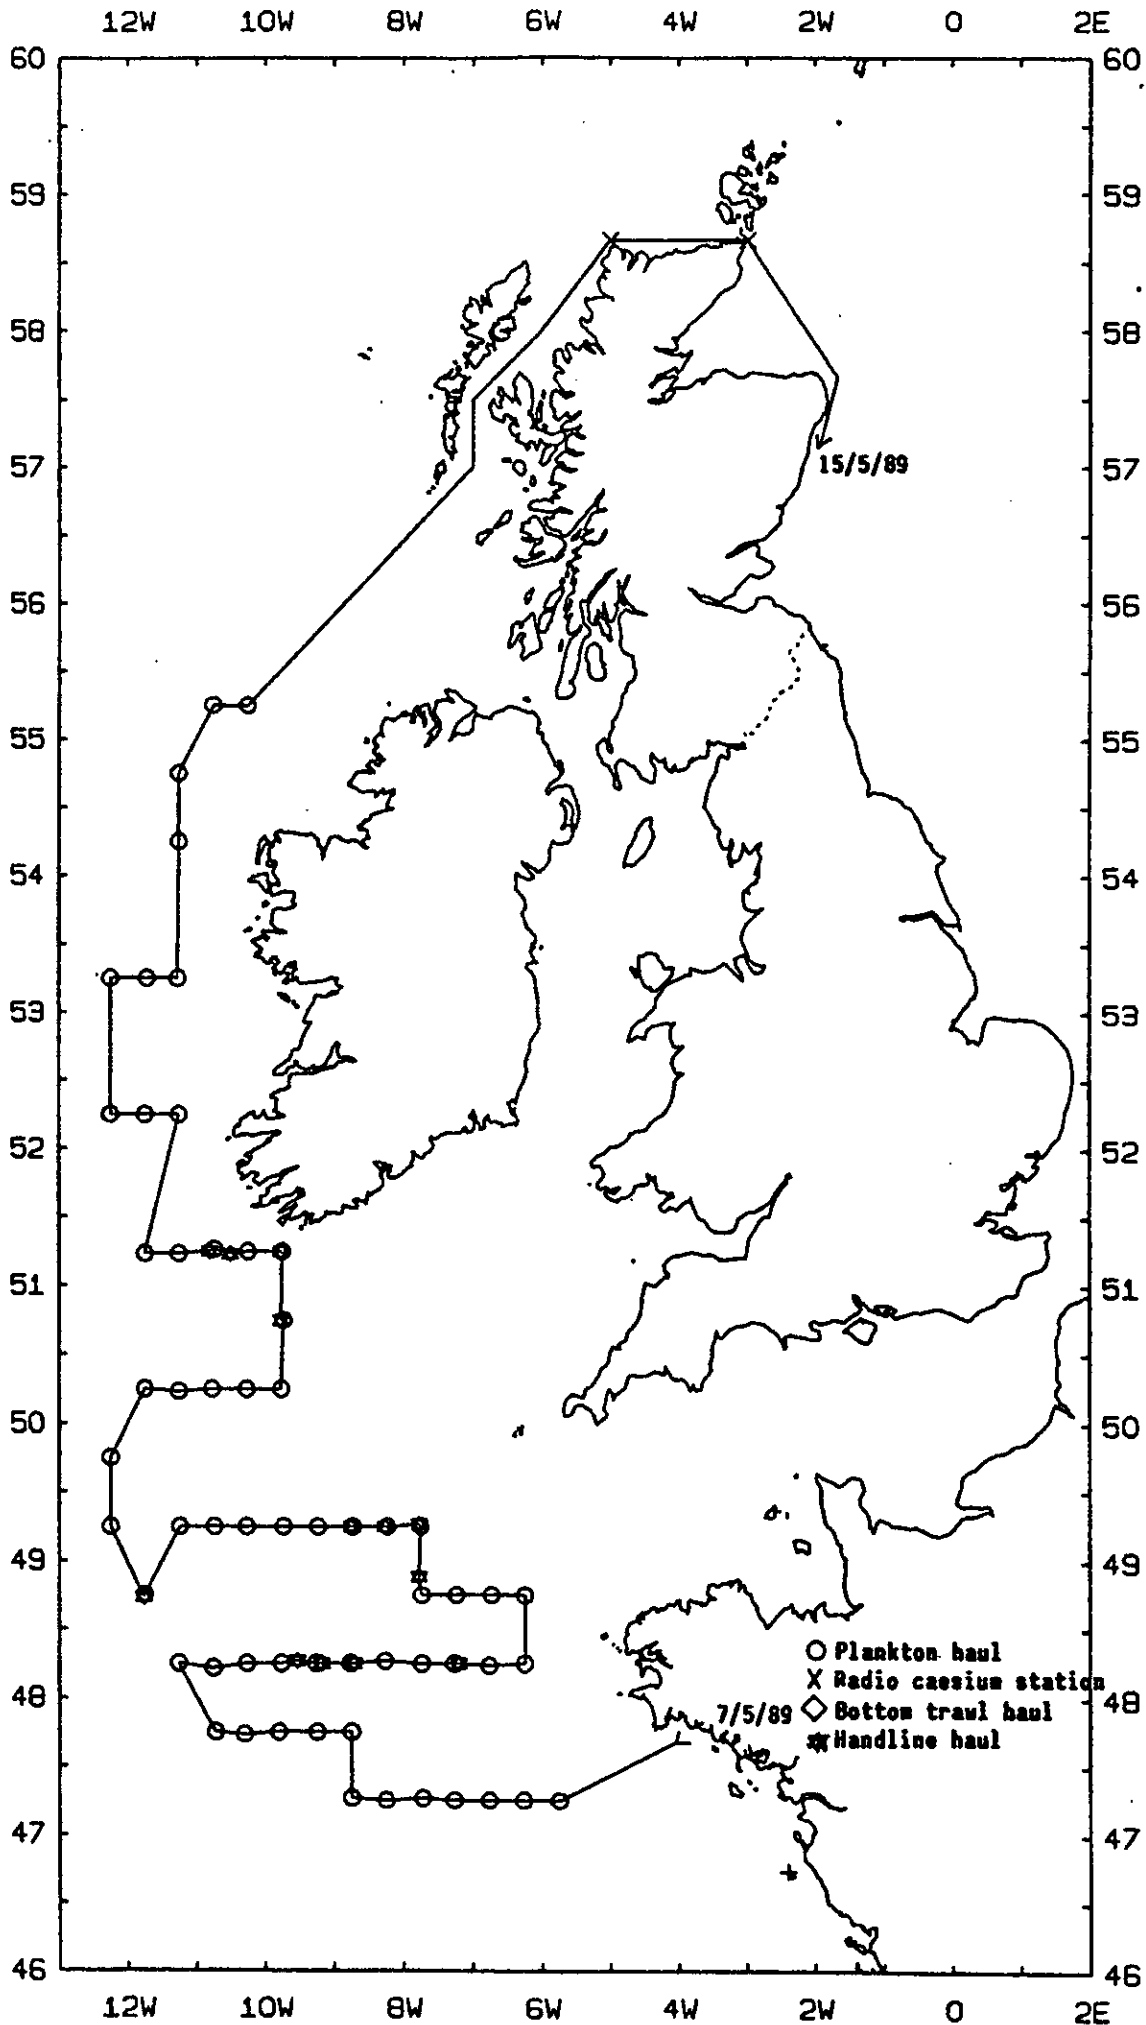 12W 10W 8W 6W 4W 2W 0 2E
60 60
59 59
58 58
57 15/5/89 57
56 56
55 55
54 54
53 53
52 52
51 51
50 50
49 49
Plankton haul
48 X Radio caesium station 48
7/5/89 Bottom trawl haul
Handline haul
47 47
46 46
12W 10W 8W 6W 4W 2W 0 2E